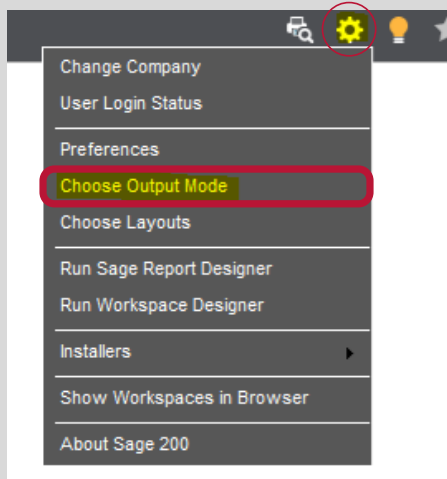 Change Company
User Login Status
Preferences
Choose Output Mode
Choose Layouts
Run Sage Report Designer
Run Workspace Designer
Installers
Show Workspaces in Browser
About Sage 200